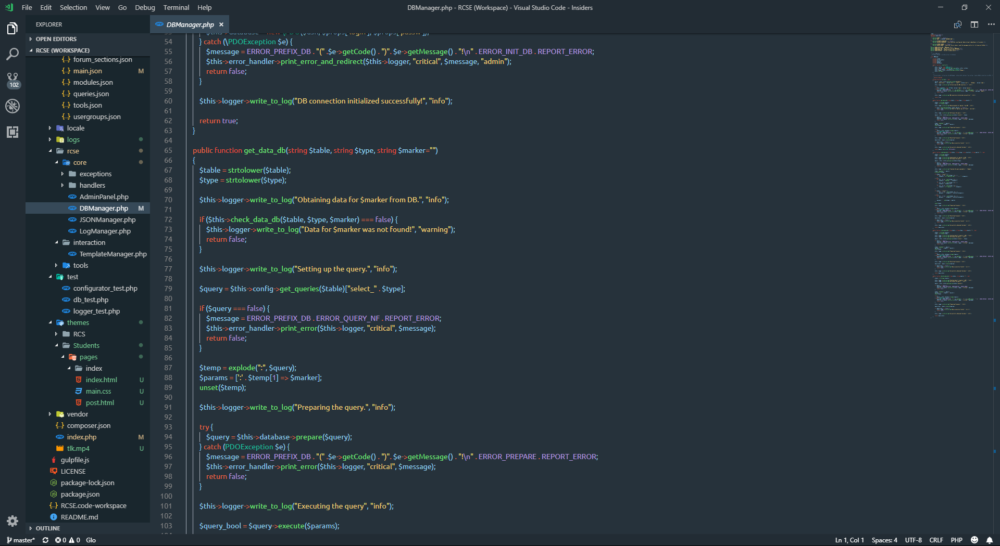 File Edit Selection View Go Debug Terminal Help
DBManager.php - RCSE (Workspace) - Visual Studio Code - Insiders
EXPLORER
OPEN EDITORS
RCSE (WORKSPACE)
forum_sections.json
main.json M
modules.json
queries.json
tools.json
usergroups.json
locale
logs
rcse
core
exceptions
handlers
AdminPanel.php
DBManager.php M
JSONManager.php
LogManager.php
interaction
TemplateManager.php
tools
test
configurator_test.php
db_test.php
logger_test.php
themes
RCS
Students
pages
index
index.html U
main.css U
post.html U
vendor
composer.json
index.php M
tlk.mp4 U
gulpfile.js
LICENSE
package-lock.json
package.json
RCSE.code-workspace
README.md
OUTLINE
102
DBManager.php ×
54 } catch (\PDOException $e) {
55 $message = ERROR_PREFIX_DB . "(" .$e->getCode() . ")". $e->getMessage() . "!\n" . ERROR_INIT_DB . REPORT_ERROR;
56 $this->error_handler->print_error_and_redirect($this->logger, "critical", $message, "admin");
57 return false;
58 }
59
60 $this->logger->write_to_log("DB connection initialized successfully!", "info");
61
62 return true;
63 }
64
65 public function get_data_db(string $table, string $type, string $marker="")
66 {
67 $table = strtolower($table);
68 $type = strtolower($type);
69
70 $this->logger->write_to_log("Obtaining data for $marker from DB.", "info");
71
72 if ($this->check_data_db($table, $type, $marker) === false) {
73 $this->logger->write_to_log("Data for $marker was not found!", "warning");
74 return false;
75 }
76
77 $this->logger->write_to_log("Setting up the query.", "info");
78
79 $query = $this->config->get_queries($table)["select_" . $type];
80
81 if ($query === false) {
82 $message = ERROR_PREFIX_DB . ERROR_QUERY_NF . REPORT_ERROR;
83 $this->error_handler->print_error($this->logger, "critical", $message);
84 return false;
85 }
86
87 $temp = explode(":", $query);
88 $params = [':' . $temp[1] => $marker];
89 unset($temp);
90
91 $this->logger->write_to_log("Preparing the query.", "info");
92
93 try {
94 $query = $this->database->prepare($query);
95 } catch (PDOException $e) {
96 $message = ERROR_PREFIX_DB . "(" .$e->getCode() . ")". $e->getMessage() . "!\n" . ERROR_PREPARE . REPORT_ERROR;
97 $this->error_handler->print_error($this->logger, "critical", $message);
98 return false;
99 }
100
101 $this->logger->write_to_log("Executing the query", "info");
102
103 $query_bool = $query->execute($params);
master* 0 0 Glo
Ln 1, Col 1 Spaces: 4 UTF-8 CRLF PHP